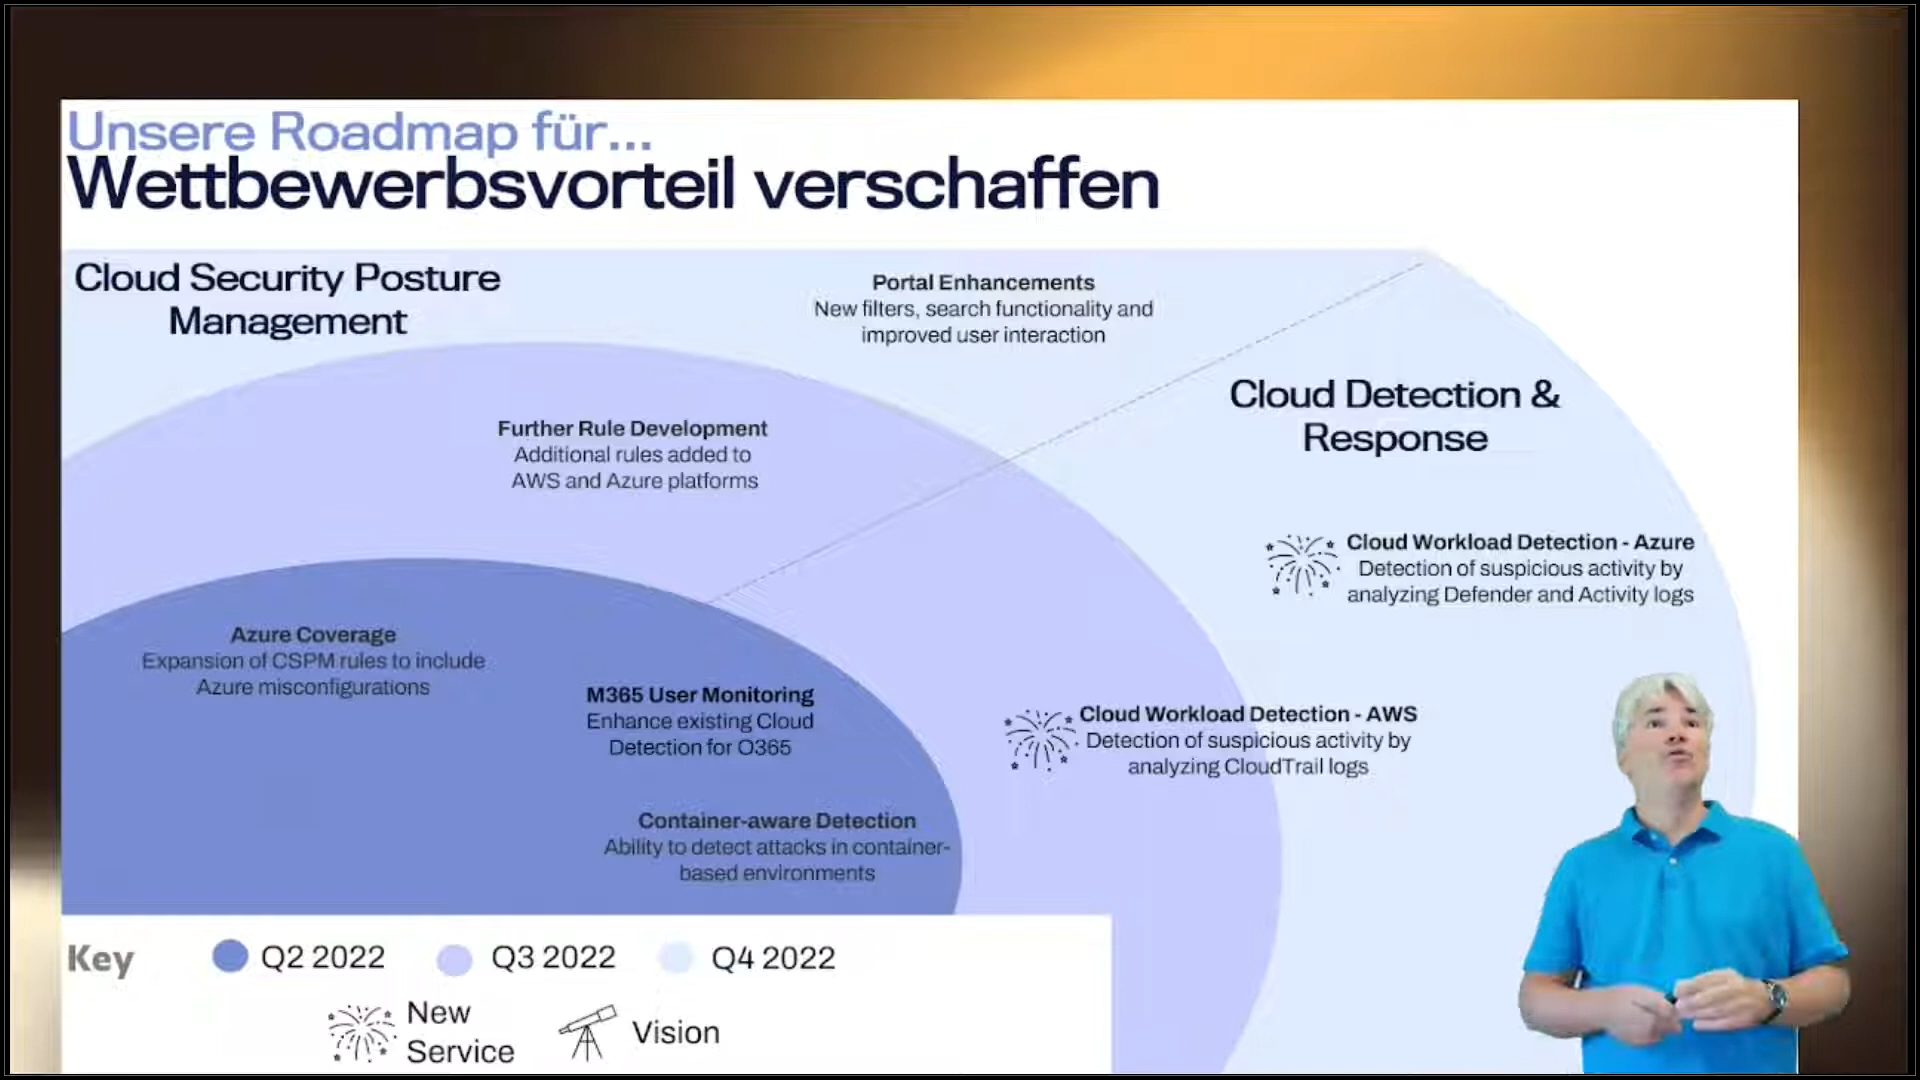 Unsere Roadmap für...
Wettbewerbsvorteil verschaffen
Cloud Security Posture
Management
Portal Enhancements
New filters, search functionality and
improved user interaction
Cloud Detection &
Response
Further Rule Development
Additional rules added to
AWS and Azure platforms
Cloud Workload Detection - Azure
Detection of suspicious activity by
analyzing Defender and Activity logs
Azure Coverage
Expansion of CSPM rules to include
Azure misconfigurations
M365 User Monitoring
Enhance existing Cloud
Detection for O365
Cloud Workload Detection - AWS
Detection of suspicious activity by
analyzing CloudTrail logs
Container-aware Detection
Ability to detect attacks in container-
based environments
Key
Q2 2022
Q3 2022
Q4 2022
New
Service
Vision